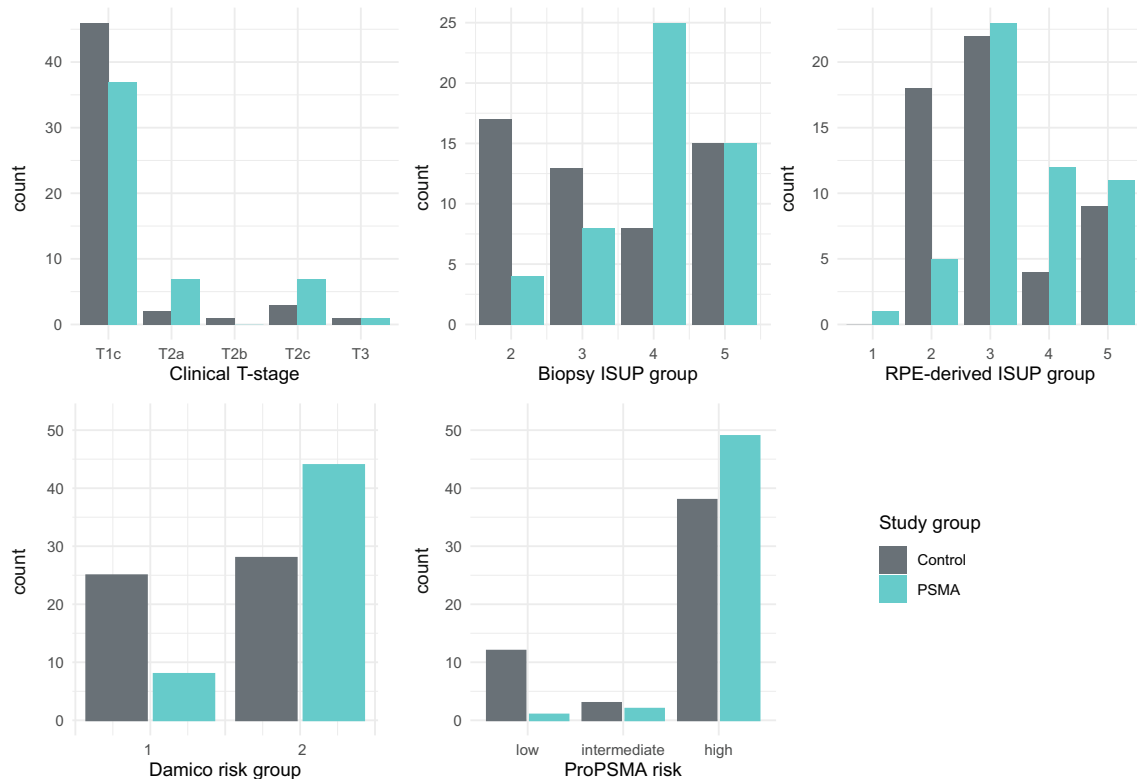 count
40
30
20
10
0
T1c T2a T2b T2c T3
Clinical T-stage
count
25
20
15
10
5
0
2 3 4 5
Biopsy ISUP group
count
20
15
10
5
0
1 2 3 4 5
RPE-derived ISUP group
count
50
40
30
20
10
0
1 2
Damico risk group
count
50
40
30
20
10
0
low intermediate high
ProPSMA risk
Study group
Control
PSMA